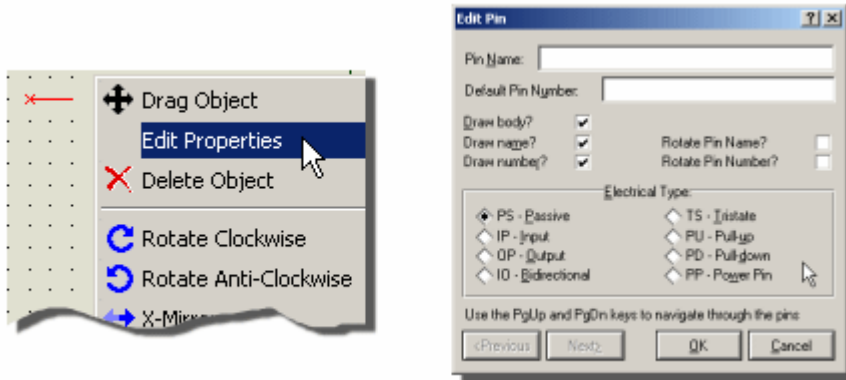 Drag Object
Edit Properties
Delete Object
Rotate Clockwise
Rotate Anti-Clockwise
X-Mirror
Edit Pin
Pin Name:
Default Pin Number:
Draw body?
Draw name? Rotate Pin Name?
Draw number? Rotate Pin Number?
Electrical Type:
PS - Passive TS - Tristate
IP - Input PU - Pull-up
OP - Output PD - Pull-down
IO - Bidirectional PP - Power Pin
Use the PgUp and PgDn keys to navigate through the pins
<Previous Next> OK Cancel